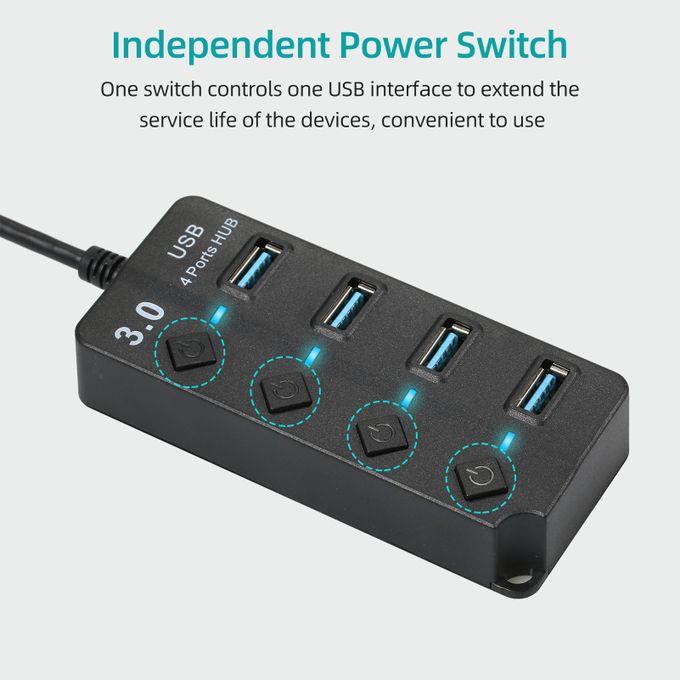 Independent Power Switch
One switch controls one USB interface to extend the
service life of the devices, convenient to use
USB
4 Ports HUB
3.0